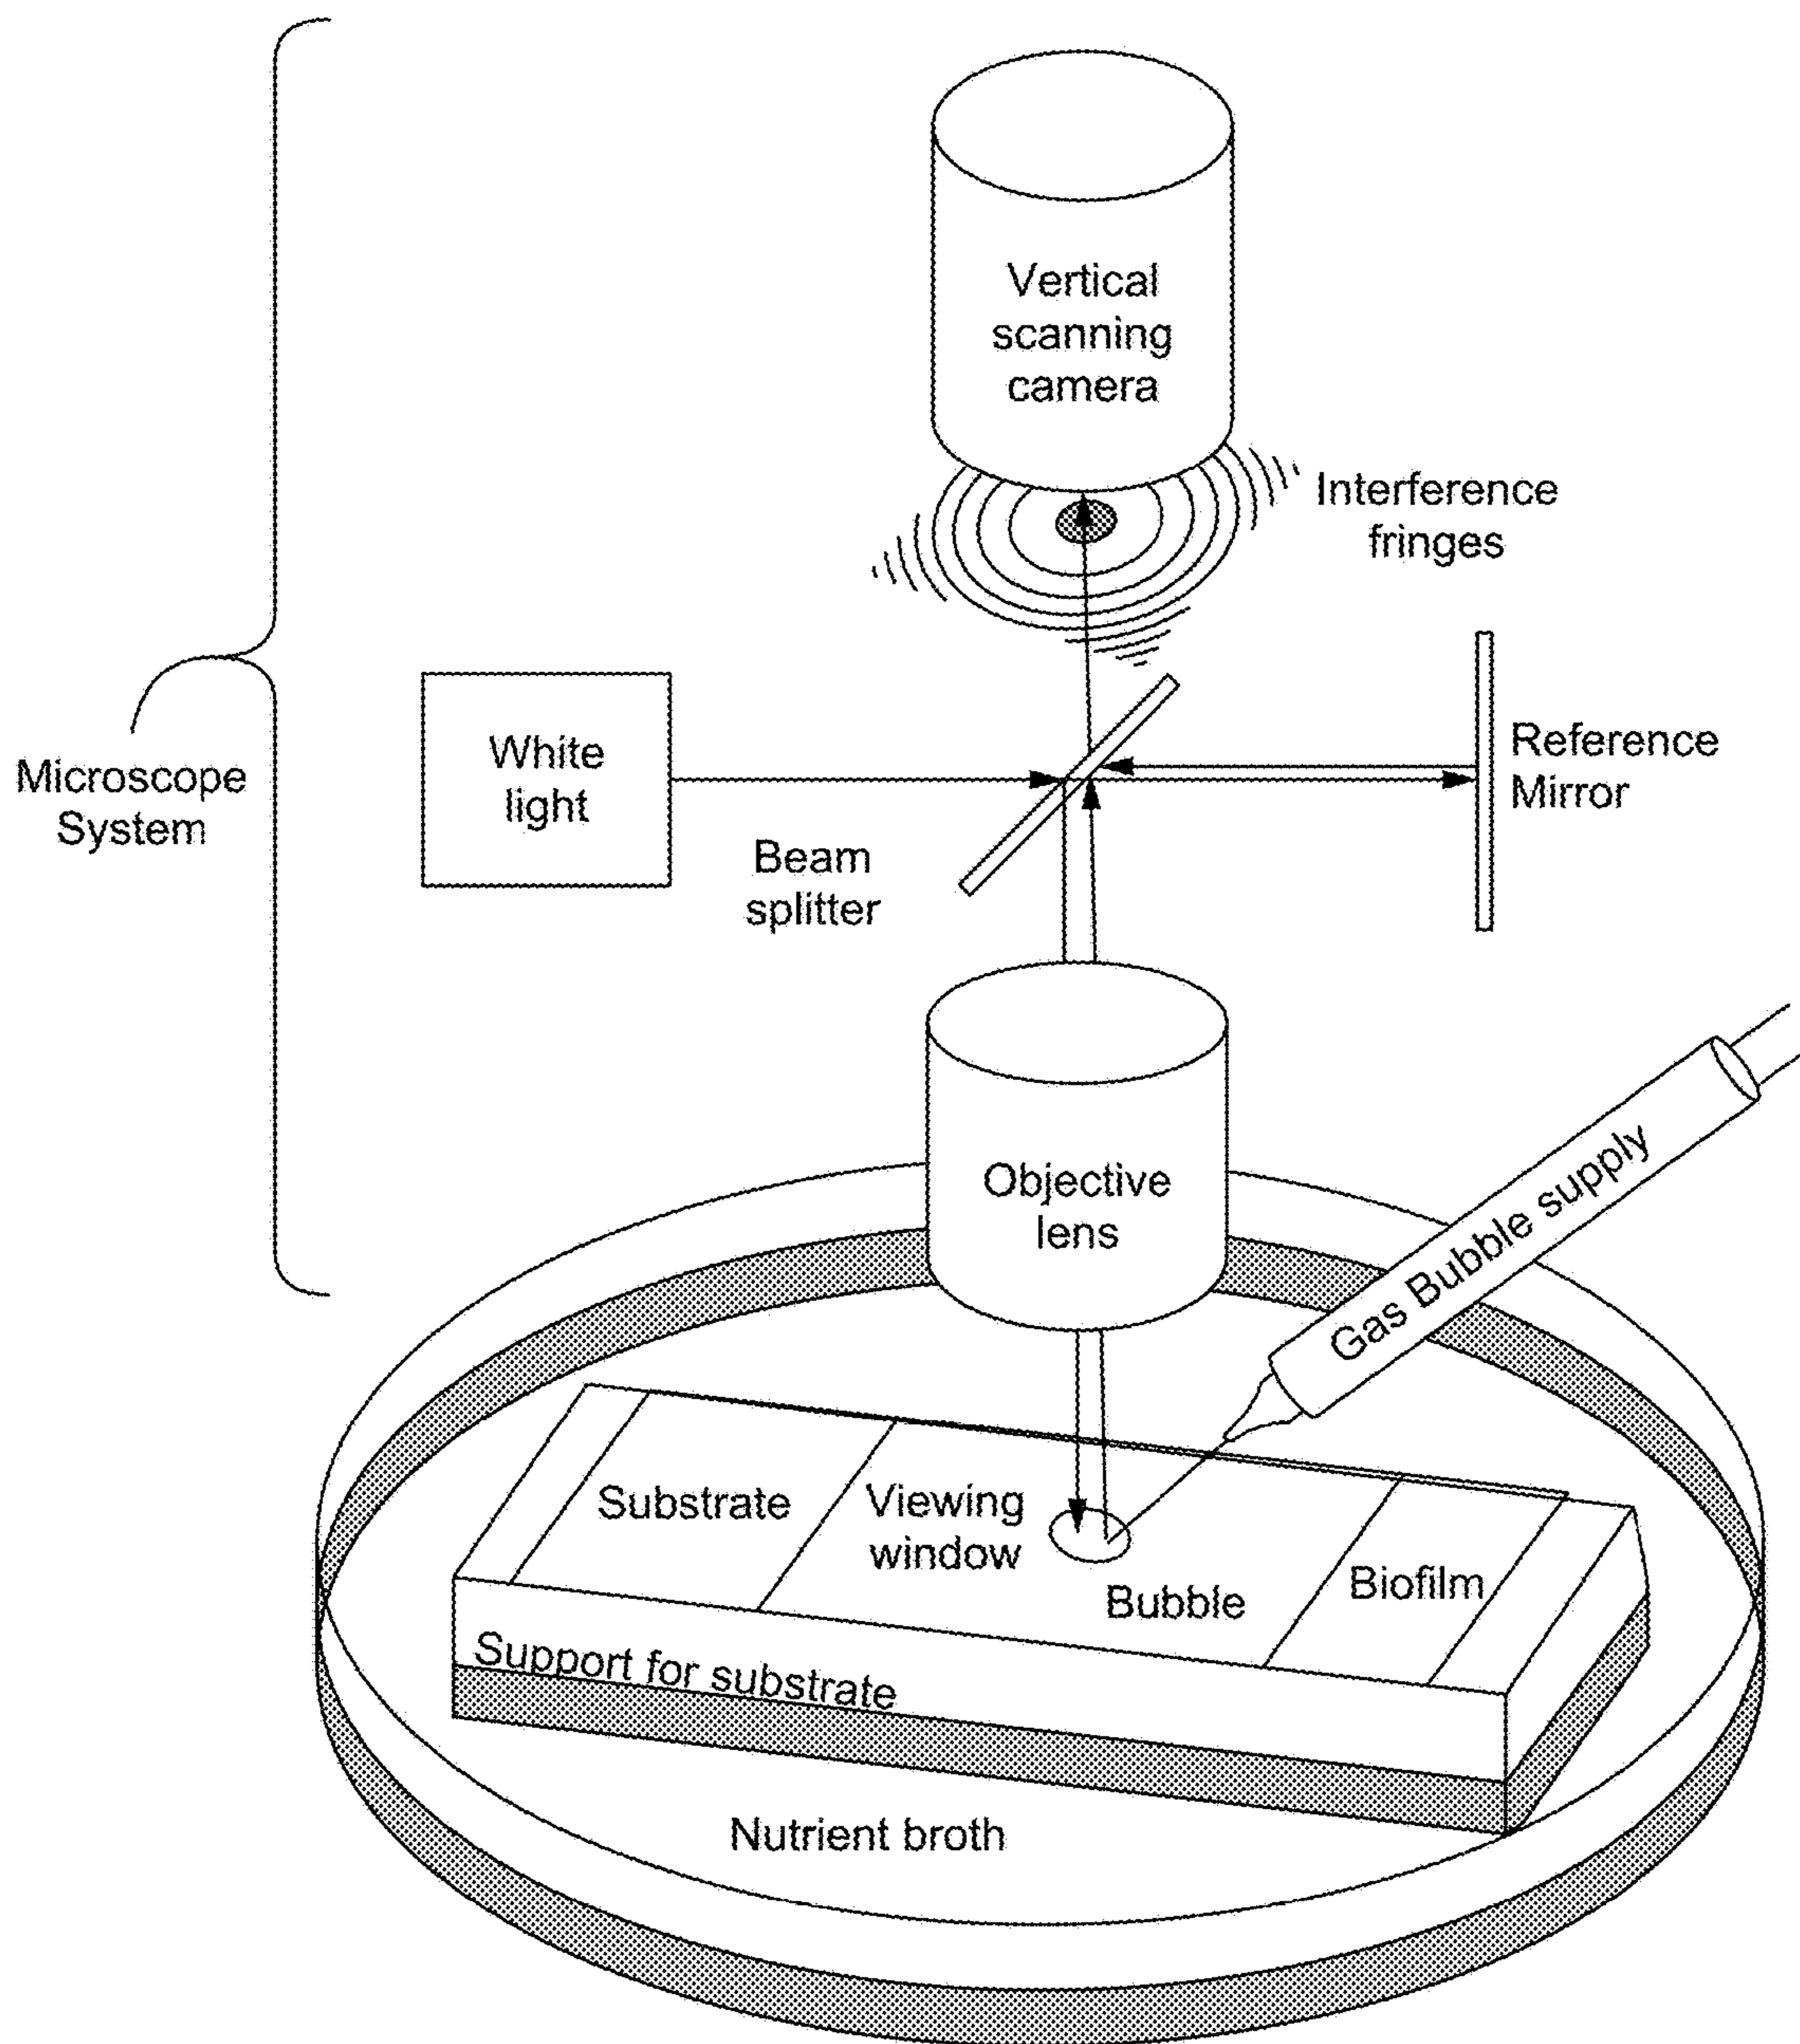 Vertical
scanning
camera
Interference
fringes
Microscope
System
White
light
Beam
splitter
Reference
Mirror
Objective
lens
Gas Bubble supply
Substrate
Viewing
window
Bubble
Biofilm
Support for substrate
Nutrient broth